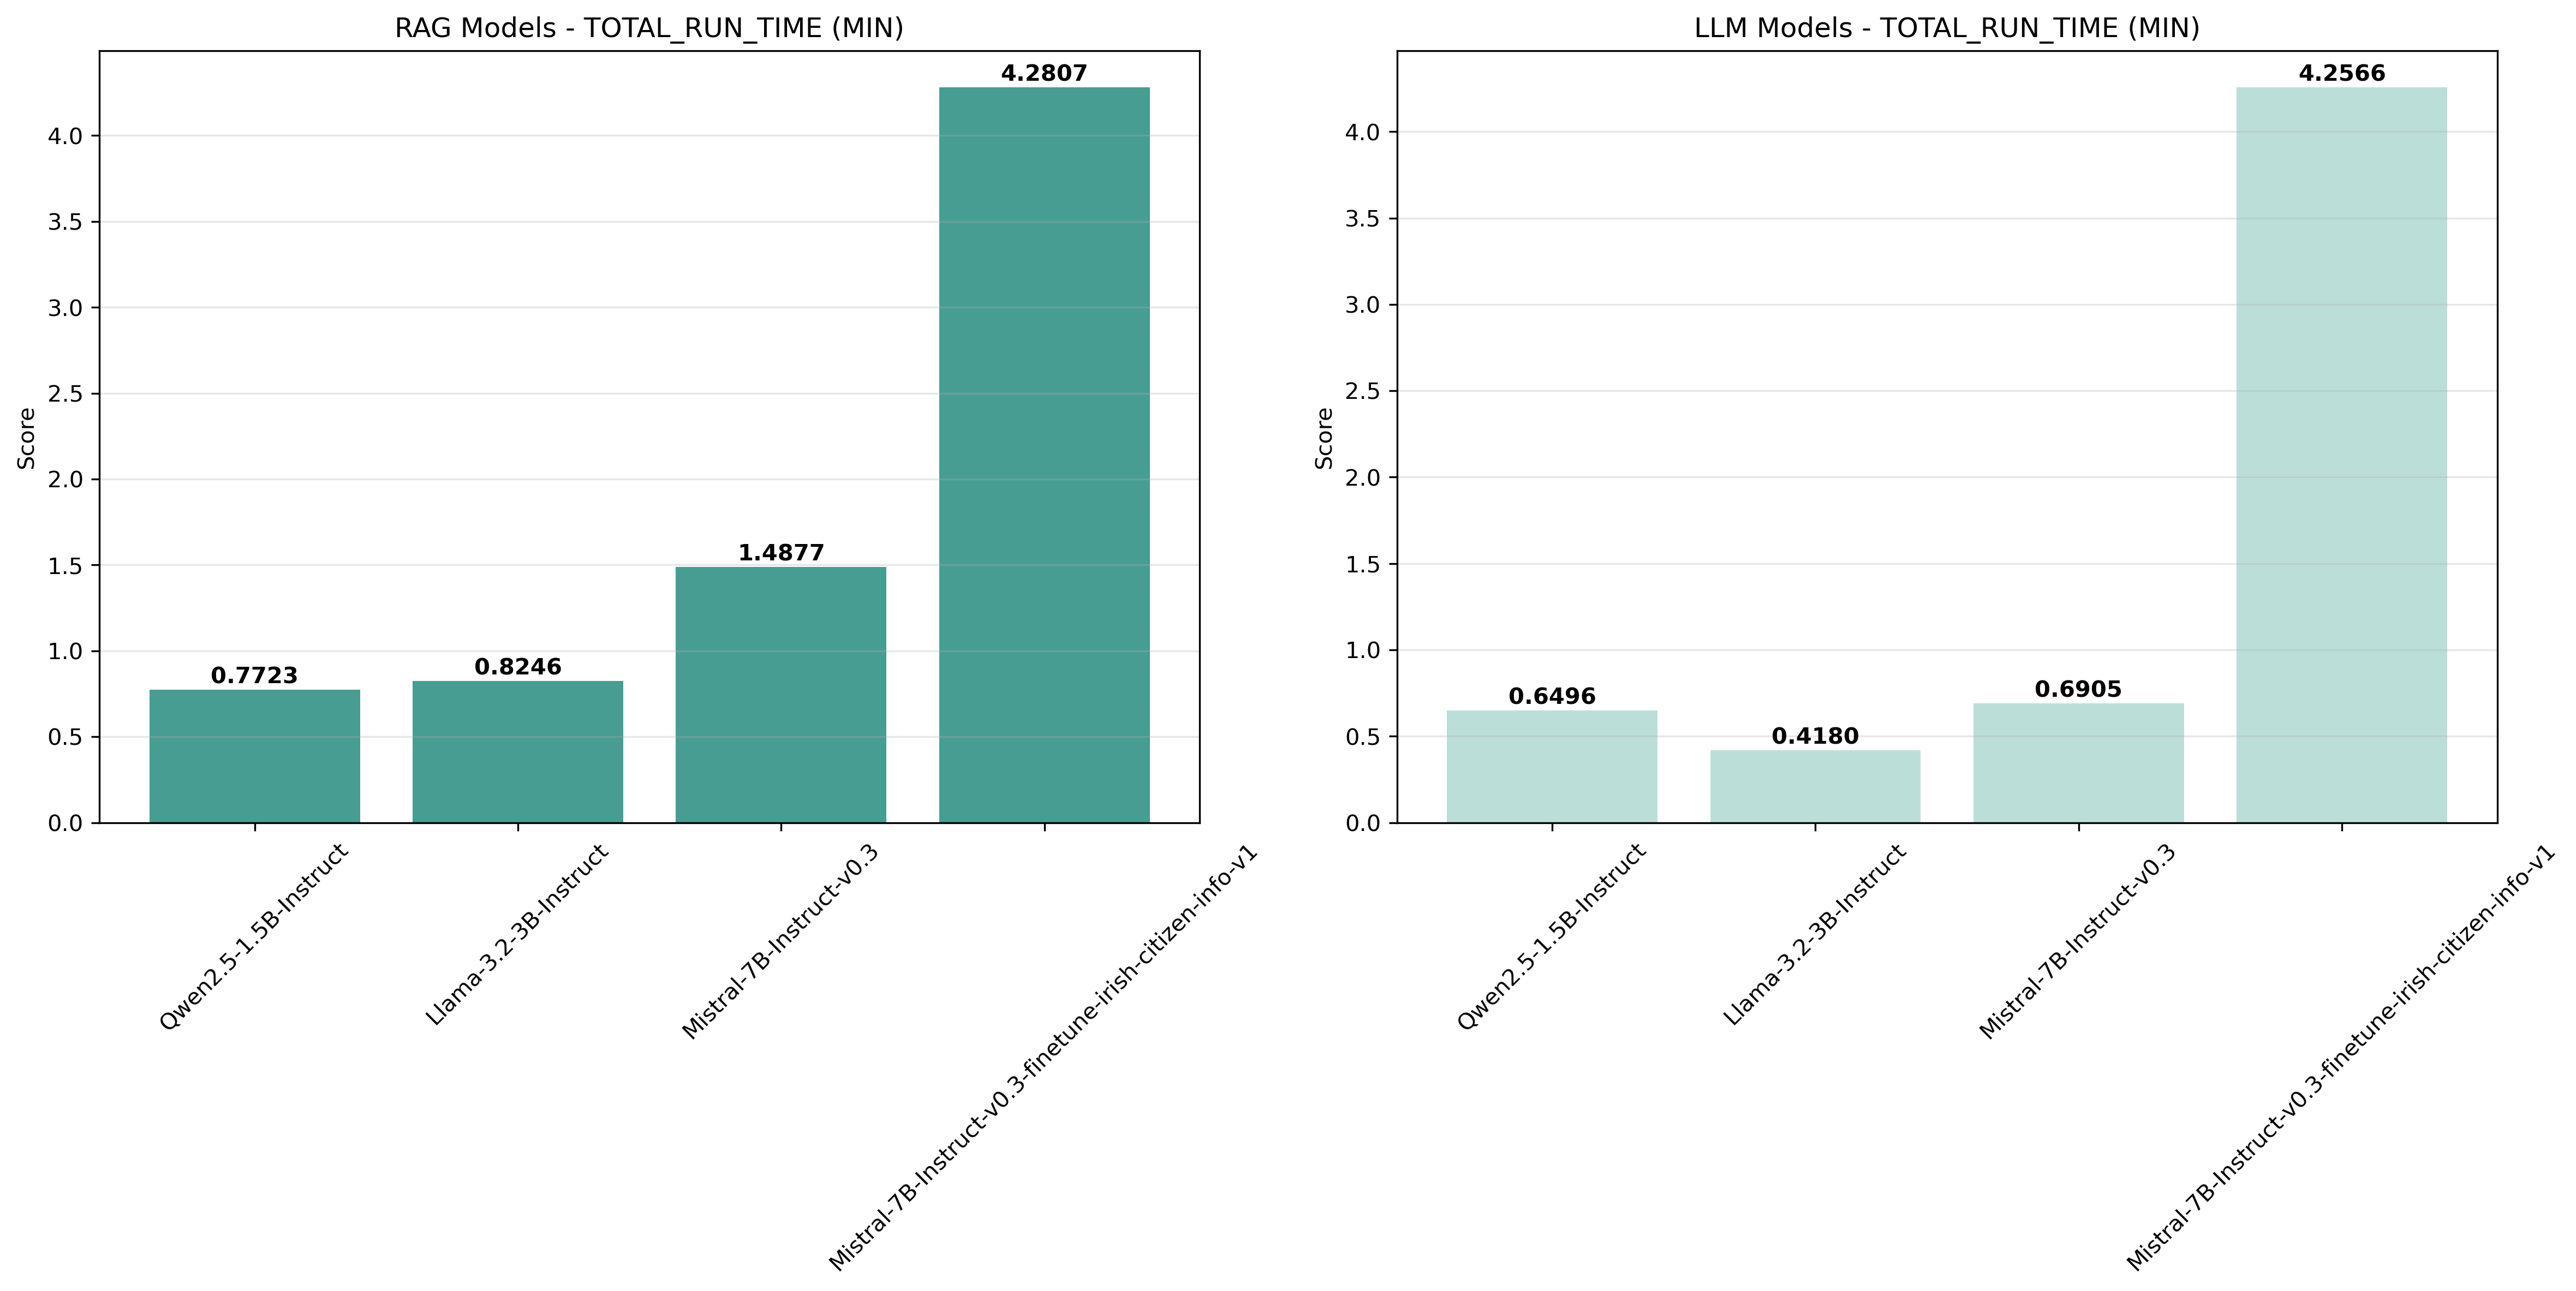 RAG Models - TOTAL_RUN_TIME (MIN)
Score
4.0
3.5
3.0
2.5
2.0
1.5
1.0
0.5
0.0
0.7723
0.8246
1.4877
4.2807
Qwen2.5-1.5B-Instruct
Llama-3.2-3B-Instruct
Mistral-7B-Instruct-v0.3
Mistral-7B-Instruct-v0.3-finetune-irish-citizen-info-v1
LLM Models - TOTAL_RUN_TIME (MIN)
Score
4.0
3.5
3.0
2.5
2.0
1.5
1.0
0.5
0.0
0.6496
0.4180
0.6905
4.2566
Qwen2.5-1.5B-Instruct
Llama-3.2-3B-Instruct
Mistral-7B-Instruct-v0.3
Mistral-7B-Instruct-v0.3-finetune-irish-citizen-info-v1